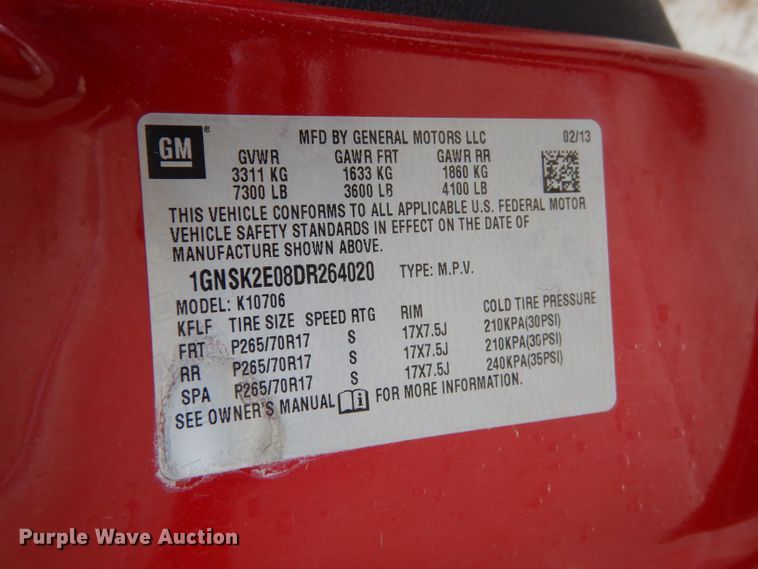 GM ® MFD BY GENERAL MOTORS LLC 02/13
GVWR GAWR FRT GAWR RR
3311 KG 1633 KG 1860 KG
7300 LB 3600 LB 4100 LB
THIS VEHICLE CONFORMS TO ALL APPLICABLE U.S. FEDERAL MOTOR
VEHICLE SAFETY STANDARDS IN EFFECT ON THE DATE OF
MANUFACTURE SHOWN ABOVE.
1GNSK2E08DR264020 TYPE: M.P.V.
MODEL: K10706
KFLF TIRE SIZE SPEED RTG RIM COLD TIRE PRESSURE
FRT P265/70R17 S 17X7.5J 210KPA(30PSI)
RR P265/70R17 S 17X7.5J 210KPA(30PSI)
SPA P265/70R17 S 17X7.5J 240KPA(35PSI)
SEE OWNER'S MANUAL FOR MORE INFORMATION.
Purple Wave Auction